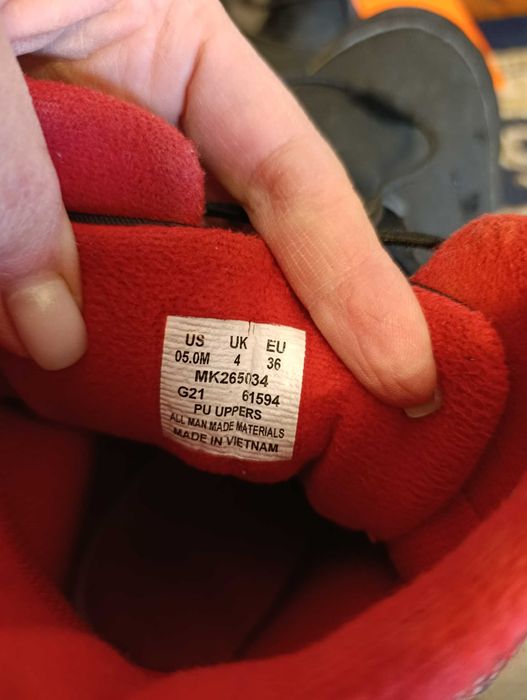 US UK EU
05.0M 4 36
MK265034
G21 61594
PU UPPERS
ALL MAN MADE MATERIALS
MADE IN VIETNAM